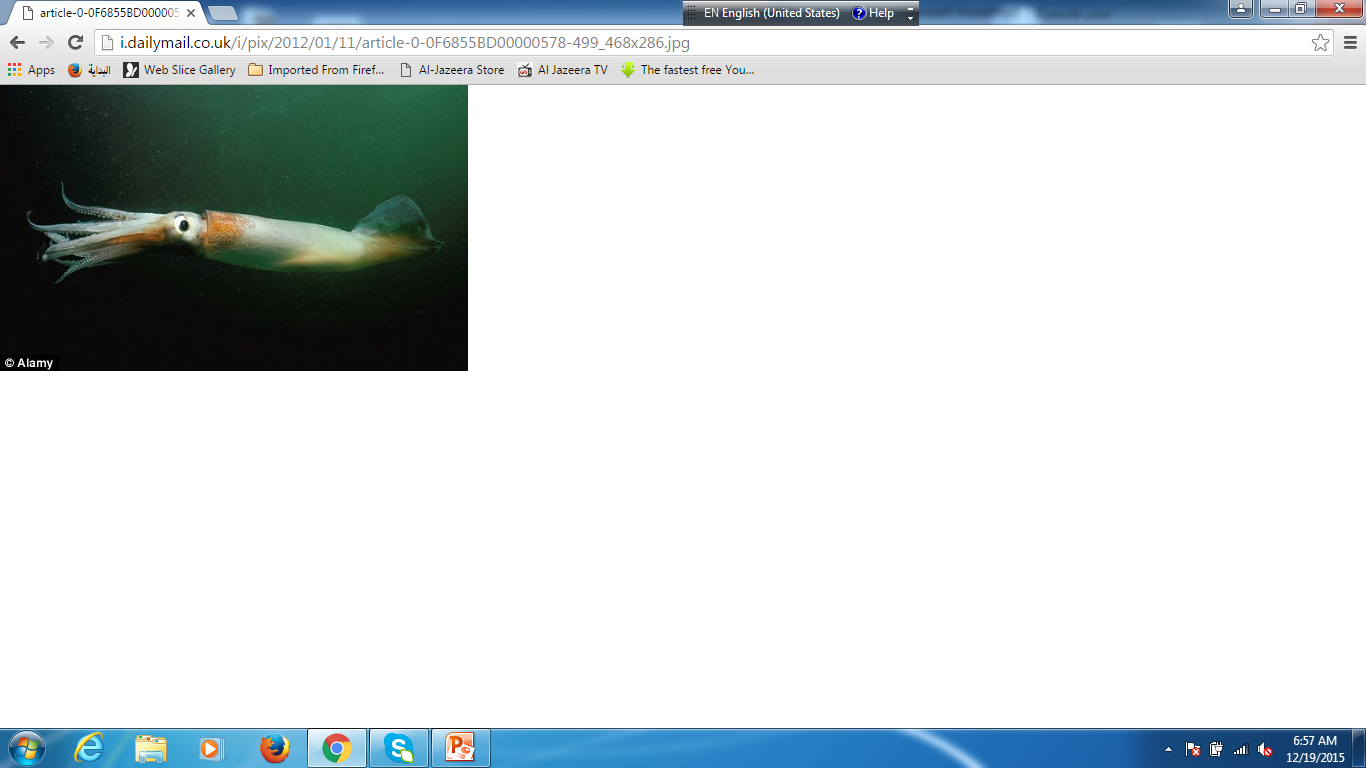 article-0-0F6855BD000005
EN English (United States) Help
i.dailymail.co.uk/i/pix/2012/01/11/article-0-0F6855BD00000578-499_468x286.jpg
Apps البداية Web Slice Gallery Imported From Firef... Al-Jazeera Store Al Jazeera TV The fastest free You...
© Alamy
6:57 AM
12/19/2015